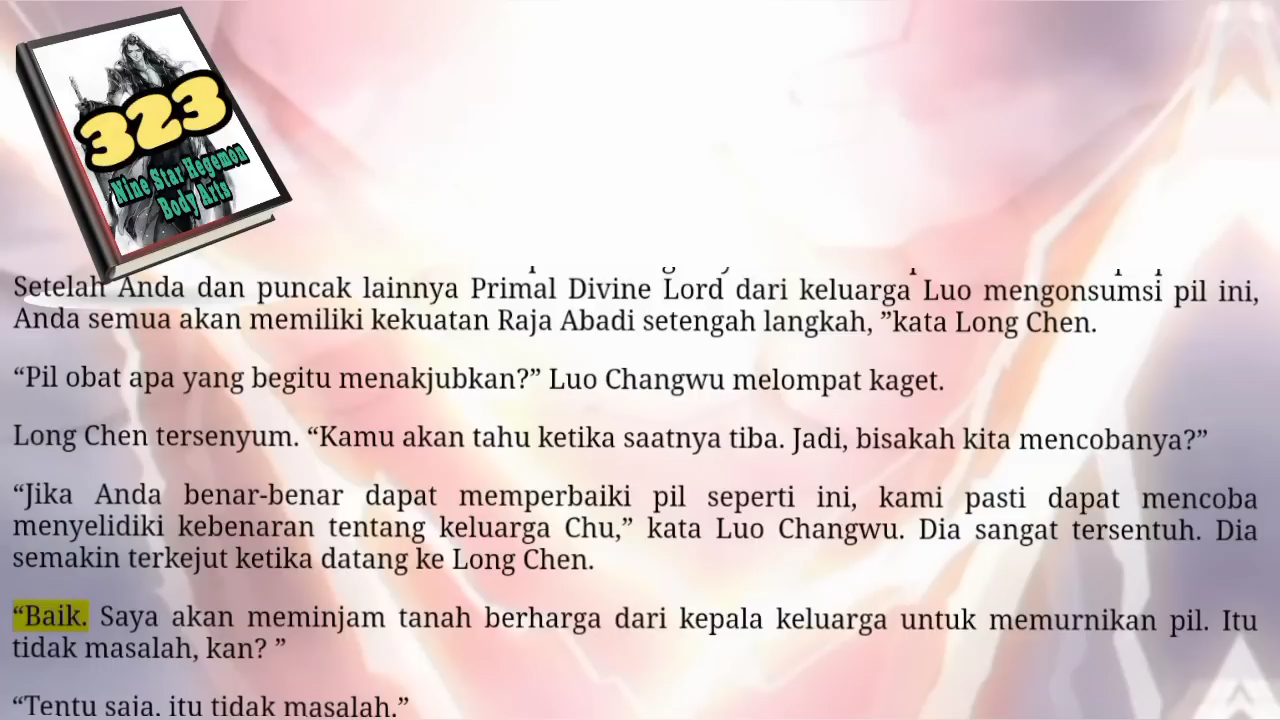 323
Nine Star Hegemon
Body Arts
Setelah Anda dan puncak lainnya Primal Divine Lord dari keluarga Luo mengonsumsi pil ini,
Anda semua akan memiliki kekuatan Raja Abadi setengah langkah, ”kata Long Chen.
“Pil obat apa yang begitu menakjubkan?” Luo Changwu melompat kaget.
Long Chen tersenyum. “Kamu akan tahu ketika saatnya tiba. Jadi, bisakah kita mencobanya?”
“Jika Anda benar-benar dapat memperbaiki pil seperti ini, kami pasti dapat mencoba
menyelidiki kebenaran tentang keluarga Chu,” kata Luo Changwu. Dia sangat tersentuh. Dia
semakin terkejut ketika datang ke Long Chen.
“Baik. Saya akan meminjam tanah berharga dari kepala keluarga untuk memurnikan pil. Itu
tidak masalah, kan? ”
“Tentu saja, itu tidak masalah.”